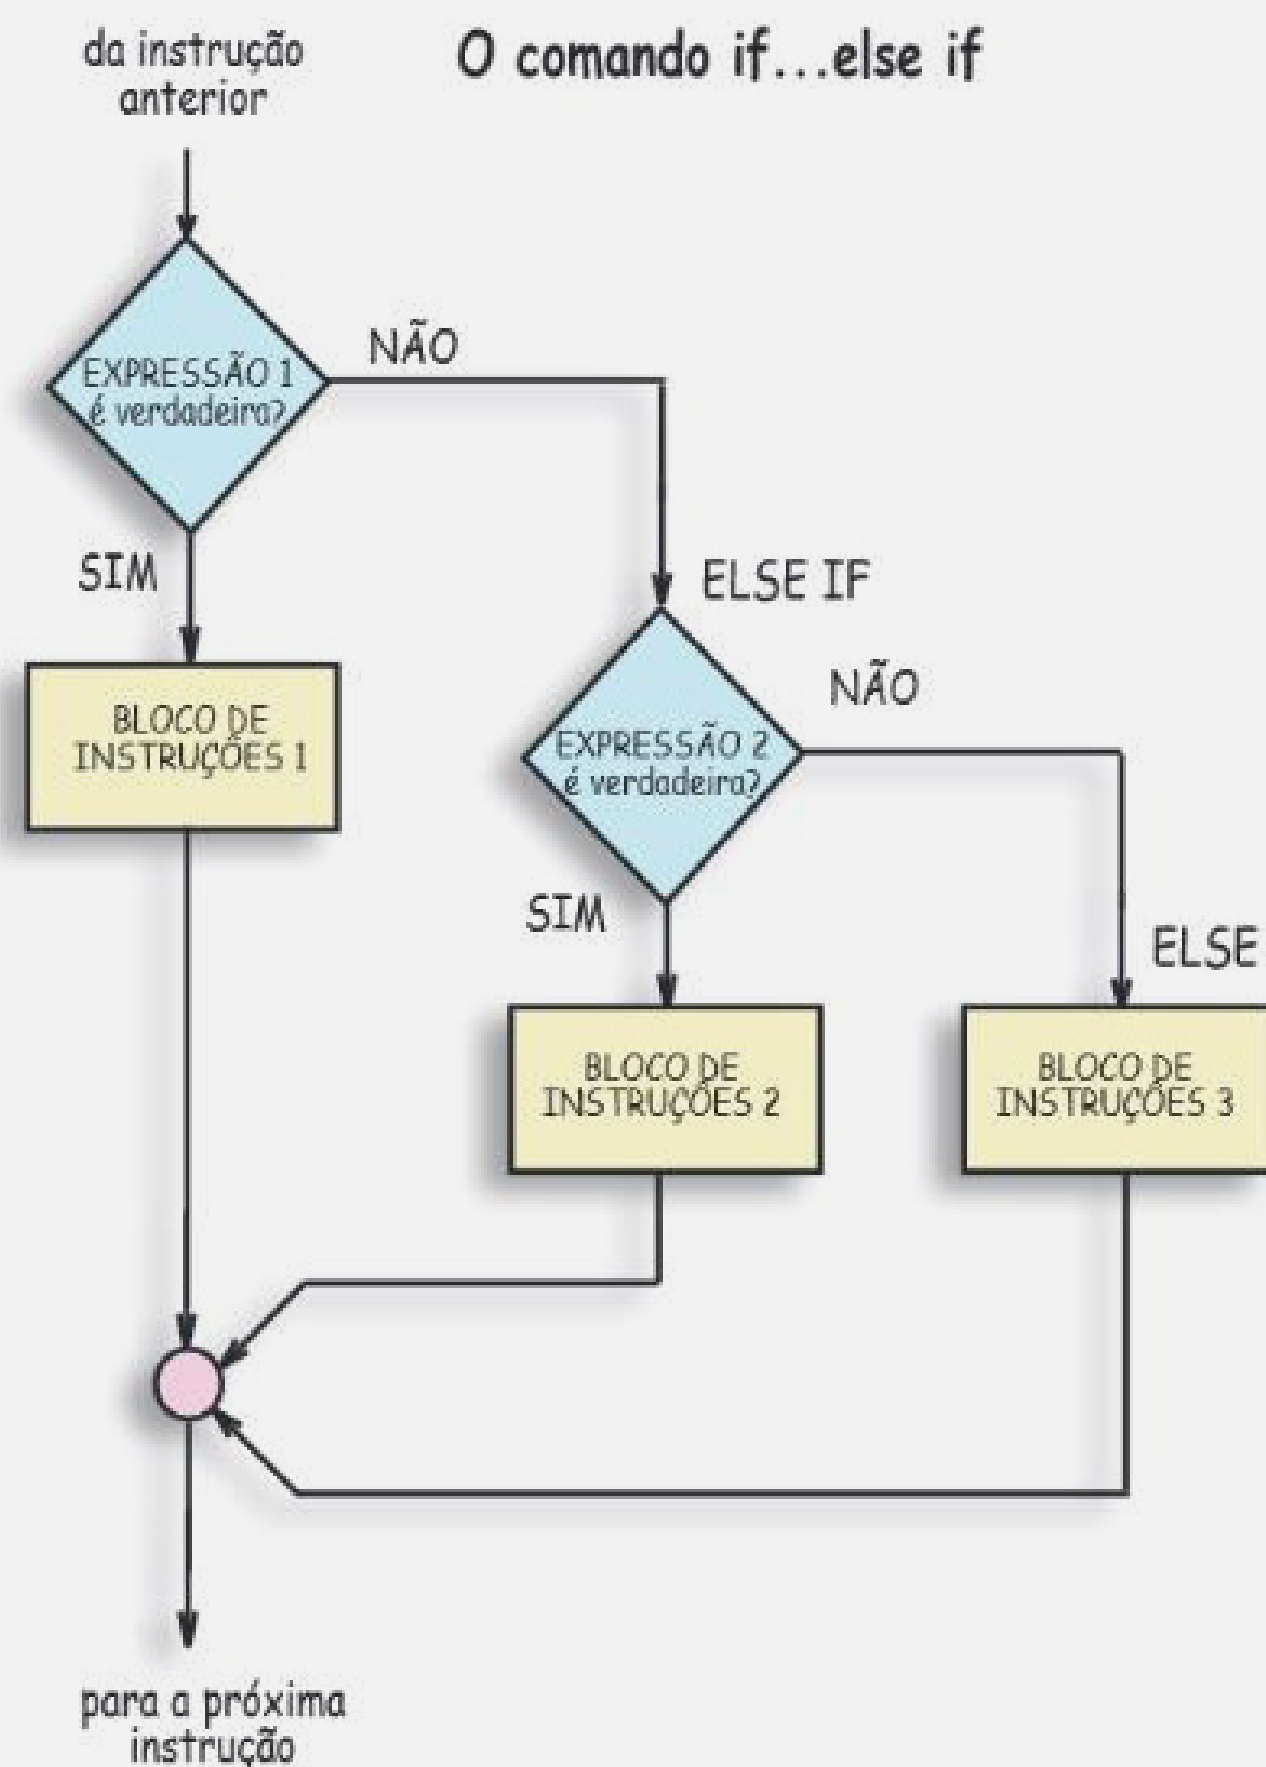 da instrução
anterior
O comando if...else if
NÃO
EXPRESSÃO 1
é verdadeira?
SIM
ELSE IF
BLOCO DE
INSTRUÇÕES 1
NÃO
EXPRESSÃO 2
é verdadeira?
SIM
ELSE
BLOCO DE
INSTRUÇÕES 2
BLOCO DE
INSTRUÇÕES 3
para a próxima
instrução